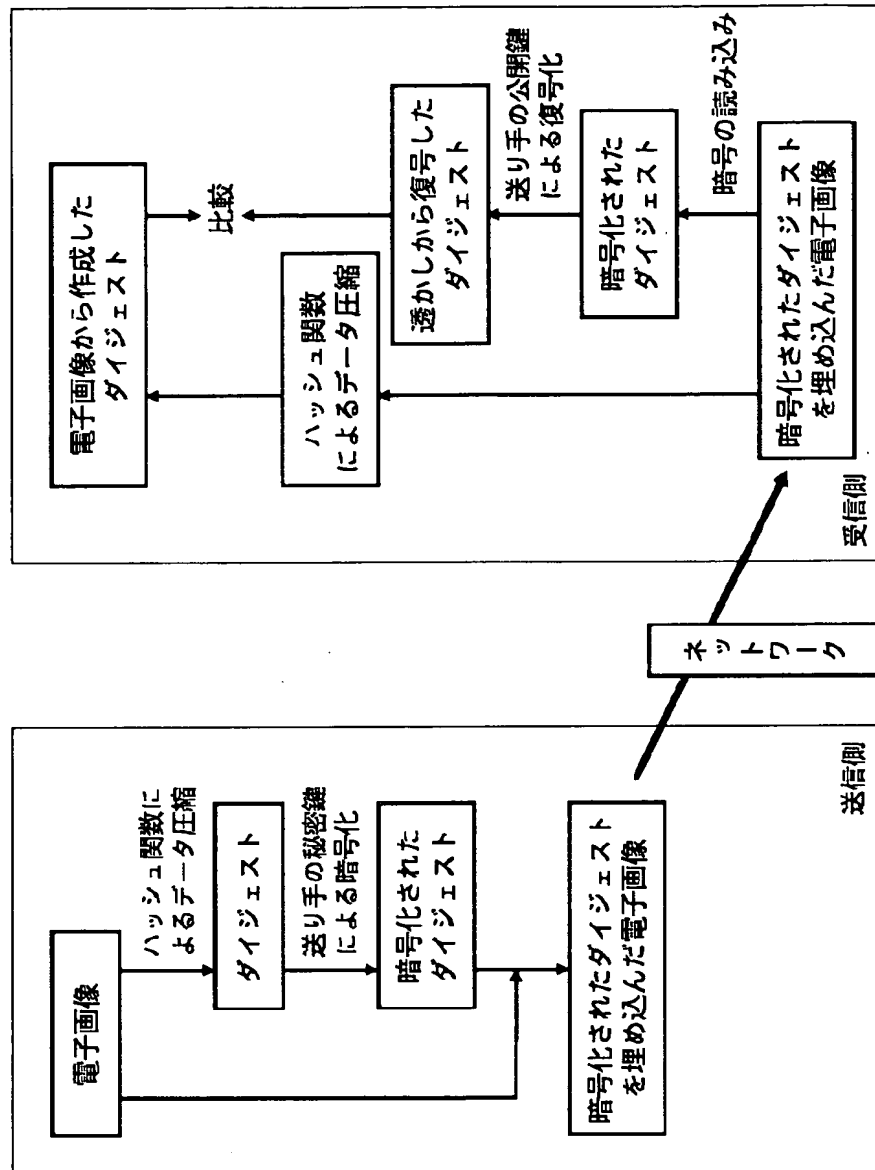 電子画像
ハッシュ関数に
よるデータ圧縮
ダイジェスト
送り手の秘密鍵
による暗号化
暗号化された
ダイジェスト
暗号化されたダイジェスト
を埋め込んだ電子画像
送信側
ネットワーク
電子画像から作成した
ダイジェスト
比較
ハッシュ関数
によるデータ圧縮
透かしから復号した
ダイジェスト
送り手の公開鍵
による復号化
暗号化された
ダイジェスト
暗号の読み込み
暗号化されたダイジェスト
を埋め込んだ電子画像
受信側